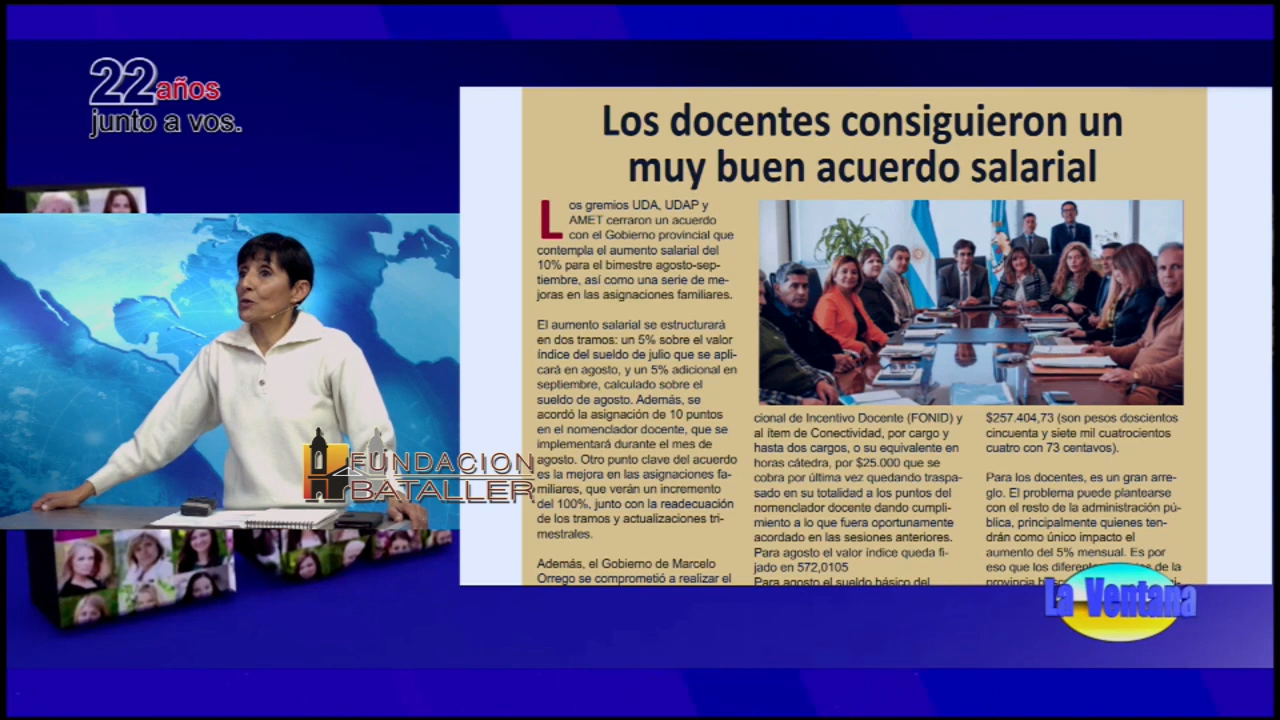 22 años
junto a vos.
Los docentes consiguieron un
muy buen acuerdo salarial
Los gremios UDA, UDAP y
AMET cerraron un acuerdo
con el Gobierno provincial que
contempla el aumento salarial del
10% para el bimestre agosto-sep-
tiembre, así como una serie de me-
joras en las asignaciones familiares.
El aumento salarial se estructurará
en dos tramos: un 5% sobre el valor
índice del sueldo de julio que se apli-
cará en agosto, y un 5% adicional en
septiembre, calculado sobre el
sueldo de agosto. Además, se
acordó la asignación de 10 puntos
en el nomenclador docente, que se
implementará durante el mes de
agosto. Otro punto clave del acuerdo
es la mejora en las asignaciones fa-
miliares, que verán un incremento
del 100%, junto con la readecuación
de los tramos y actualizaciones tri-
mestrales.
Además, el Gobierno de Marcelo
Orrego se comprometió a realizar el
cional de Incentivo Docente (FONID) y
al ítem de Conectividad, por cargo y
hasta dos cargos, o su equivalente en
horas cátedra, por $25.000 que se
cobra por última vez quedando traspa-
sado en su totalidad a los puntos del
nomenclador docente dando cumpli-
miento a lo que fuera oportunamente
acordado en las sesiones anteriores.
Para agosto el valor índice queda fi-
jado en 572,0105
Para agosto el sueldo básico del
$257.404,73 (son pesos doscientos
cincuenta y siete mil cuatrocientos
cuatro con 73 centavos).
Para los docentes, es un gran arre-
glo. El problema puede plantearse
con el resto de la administración pú-
blica, principalmente quienes ten-
drán como único impacto el
aumento del 5% mensual. Es por
eso que los de la
provincia
FUNDACION
BATALLER
La Ventana